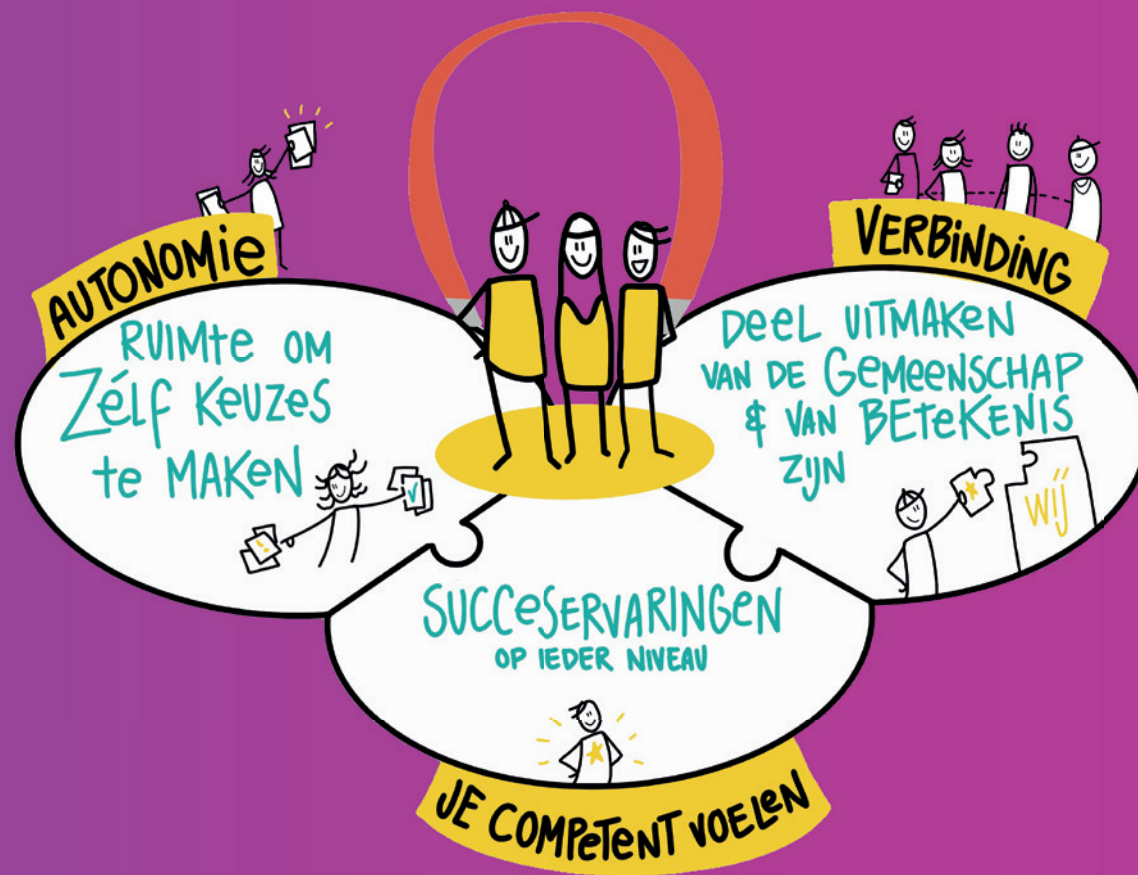 AUTONOMie
RUIMte OM
Zélf KeUZeS
te MAKeN
VERBiNDiNG
DeeL UITMAKeN
VAN DE GeMeeNSCHAP
& VAN BETeKENIS
ZIJN
wij
SUCCeSERVARINGeN
OP IEDER NIVEAU
JE COMPeTeNT VOELeN